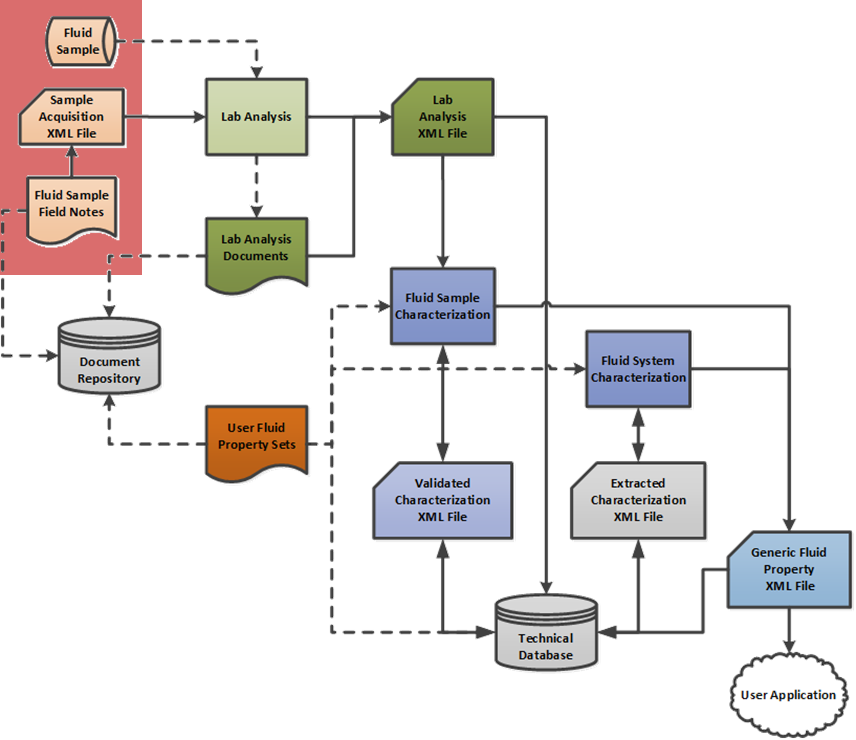 Fluid
Sample
Sample
Acquisition
XML File
Lab Analysis
Lab
Analysis
XML File
Fluid Sample
Field Notes
Lab Analysis
Documents
Fluid Sample
Characterization
Document
Repository
Fluid System
Characterization
User Fluid
Property Sets
Validated
Characterization
XML File
Extracted
Characterization
XML File
Generic Fluid
Property
XML File
Technical
Database
User Application